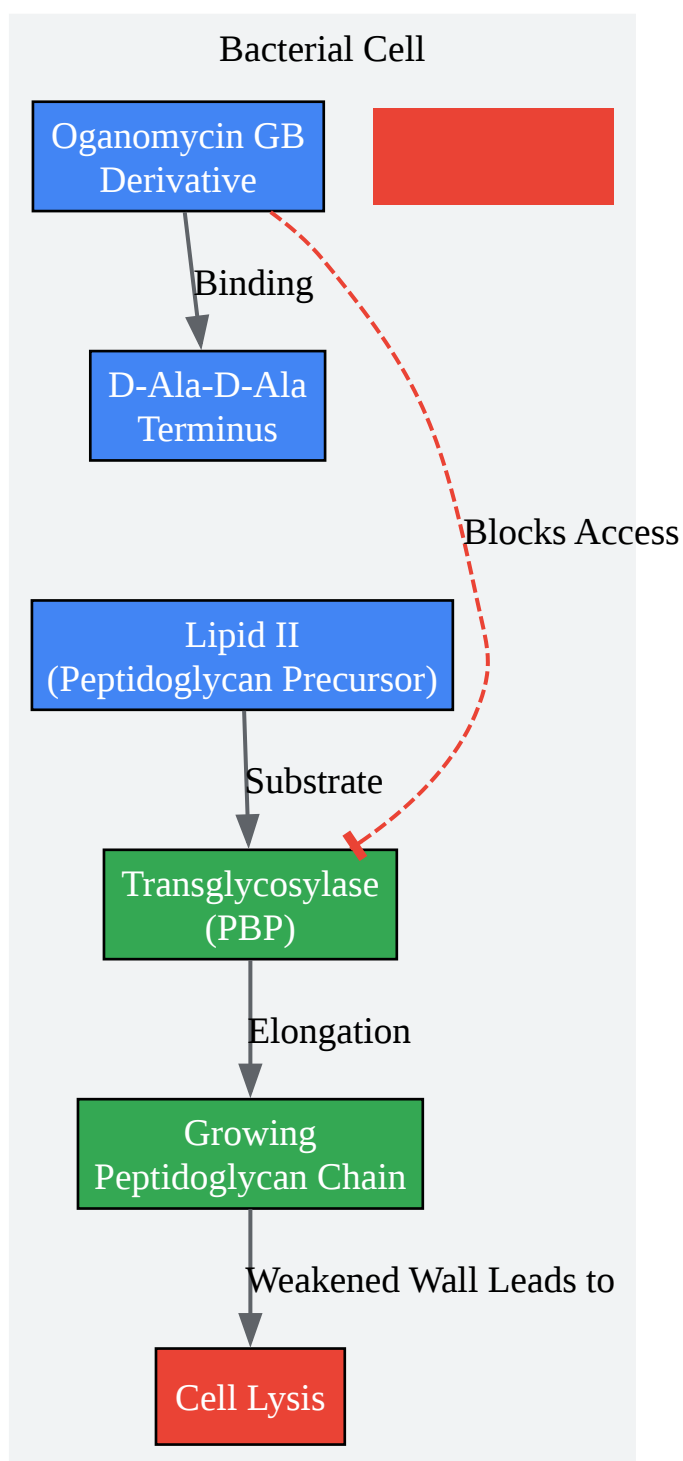 Bacterial Cell
Oganomycin GB
Derivative
Binding
D-Ala-D-Ala
Terminus
Blocks Access
Lipid II
(Peptidoglycan Precursor)
Substrate
Transglycosylase
(PBP)
Elongation
Growing
Peptidoglycan Chain
Weakened Wall Leads to
Cell Lysis